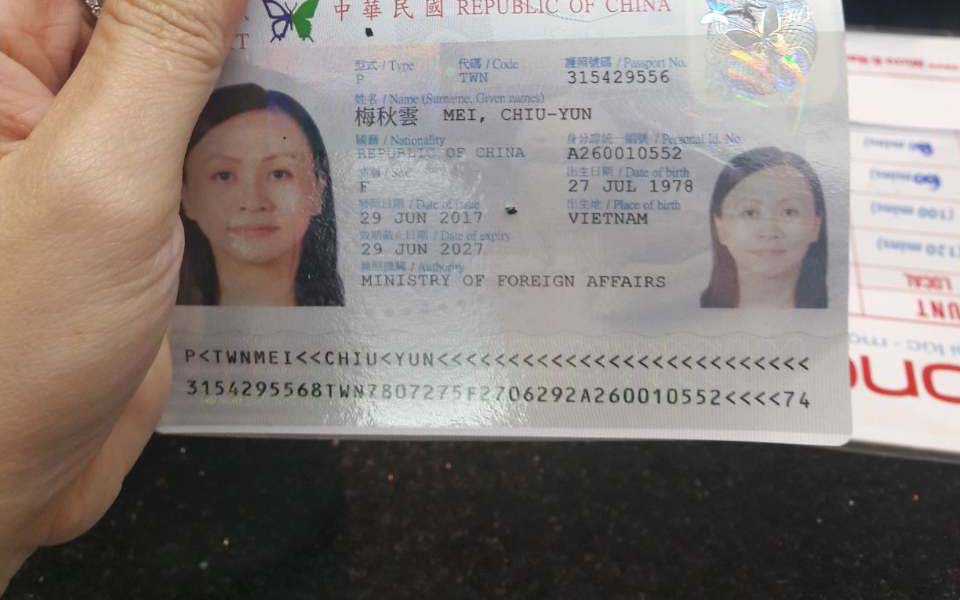 中華民國 REPUBLIC OF CHINA
型式 / Type 代碼 / Code 護照號碼 / Passport No.
P TWN 315429556
姓名 / Name (Surname, Given names)
梅秋雲 MEI, CHIU-YUN
國籍 / Nationality 身分證統一編號 / Personal Id. No.
REPUBLIC OF CHINA A260010552
性別 / Sex 出生日期 / Date of birth
F 27 JUL 1978
發照日期 / Date of issue 出生地 / Place of birth
29 JUN 2017 VIETNAM
效期截止日期 / Date of expiry
29 JUN 2027
發照機關 / Authority
MINISTRY OF FOREIGN AFFAIRS
P<TWNMEI<<CHIU<YUN<<<<<<<<<<<<<<<<<<<<<<<<<<
3154295568TWN7807275F2706292A260010552<<<<74
(100 mins)
(120 mins)
LOCAL